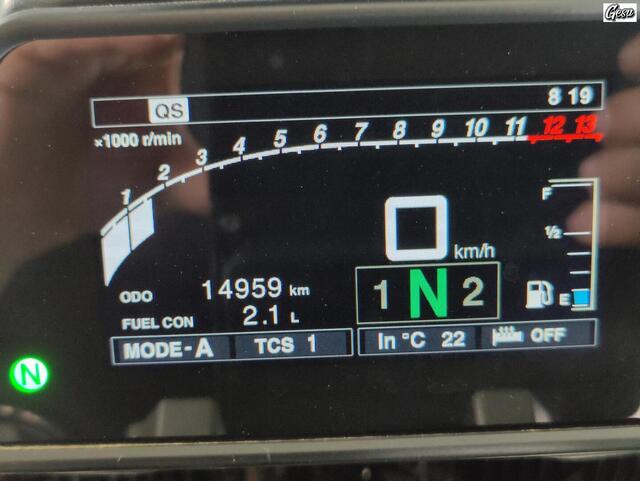 Gesu
QS 8 19
×1000 r/min
1 2 3 4 5 6 7 8 9 10 11 12 13
F
1/2
E
0 km/h
ODO 14959 km
FUEL CON 2.1 L
1 N 2
MODE-A TCS 1 In °C 22 OFF
N